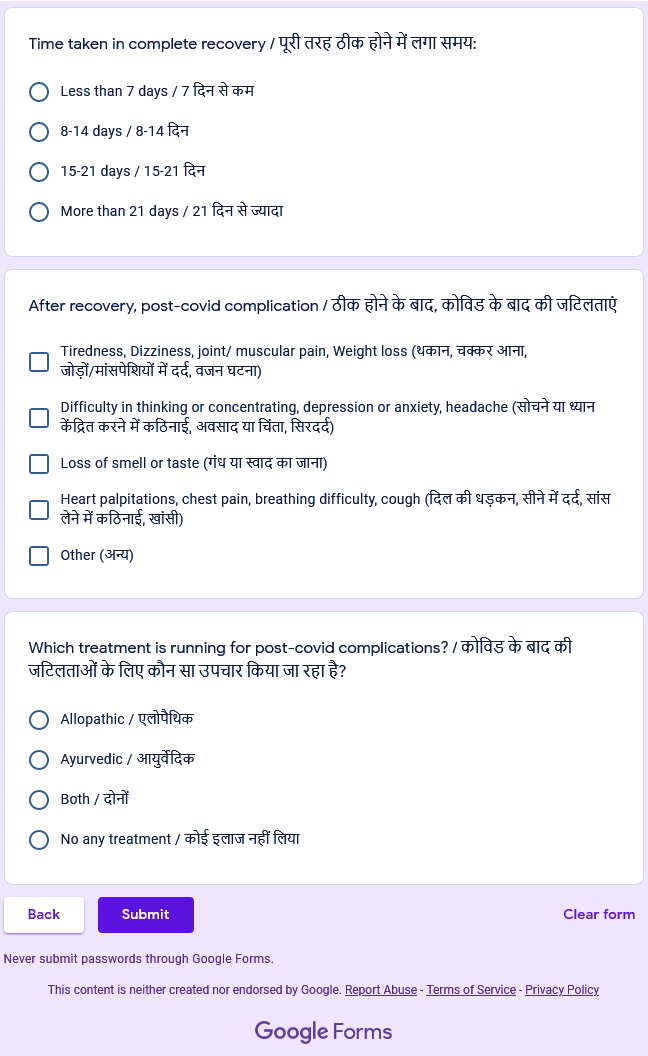 Time taken in complete recovery / पूरी तरह ठीक होने में लगा समय:
Less than 7 days / 7 दिन से कम
8-14 days / 8-14 दिन
15-21 days / 15-21 दिन
More than 21 days / 21 दिन से ज्यादा
After recovery, post-covid complication / ठीक होने के बाद, कोविड के बाद की जटिलताएं
Tiredness, Dizziness, joint/ muscular pain, Weight loss (थकान, चक्कर आना,
जोड़ों/मांसपेशियों में दर्द, वजन घटना)
Difficulty in thinking or concentrating, depression or anxiety, headache (सोचने या ध्यान
केंद्रित करने में कठिनाई, अवसाद या चिंता, सिरदर्द)
Loss of smell or taste (गंध या स्वाद का जाना)
Heart palpitations, chest pain, breathing difficulty, cough (दिल की धड़कन, सीने में दर्द, सांस
लेने में कठिनाई, खांसी)
Other (अन्य)
Which treatment is running for post-covid complications? / कोविड के बाद की
जटिलताओं के लिए कौन सा उपचार किया जा रहा है?
Allopathic / एलोपैथिक
Ayurvedic / आयुर्वेदिक
Both / दोनों
No any treatment / कोई इलाज नहीं लिया
Back Submit Clear form
Never submit passwords through Google Forms.
This content is neither created nor endorsed by Google. Report Abuse - Terms of Service - Privacy Policy
Google Forms